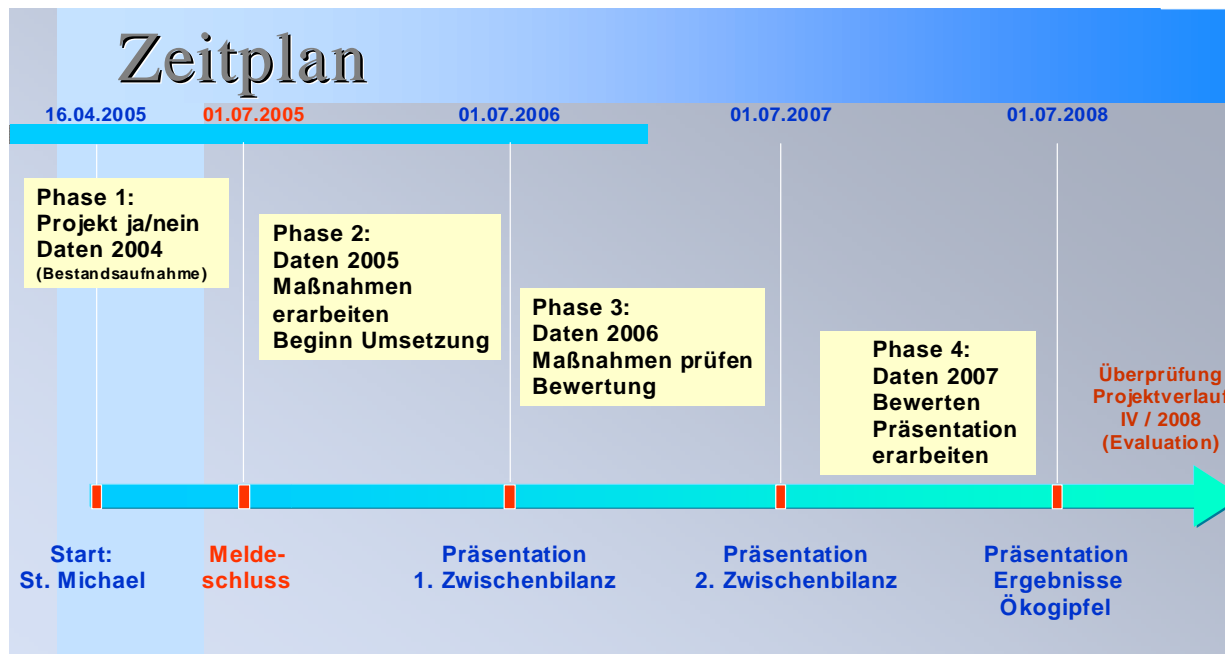 Zeitplan
16.04.2005
01.07.2005
01.07.2006
01.07.2007
01.07.2008
Phase 1:
Projekt ja/nein
Daten 2004
(Bestandsaufnahme)
Phase 2:
Daten 2005
Maßnahmen
erarbeiten
Beginn Umsetzung
Phase 3:
Daten 2006
Maßnahmen prüfen
Bewertung
Phase 4:
Daten 2007
Bewerten
Präsentation
erarbeiten
Überprüfung
Projektverlauf
IV / 2008
(Evaluation)
Start:
St. Michael
Melde-
schluss
Präsentation
1. Zwischenbilanz
Präsentation
2. Zwischenbilanz
Präsentation
Ergebnisse
Ökogipfel